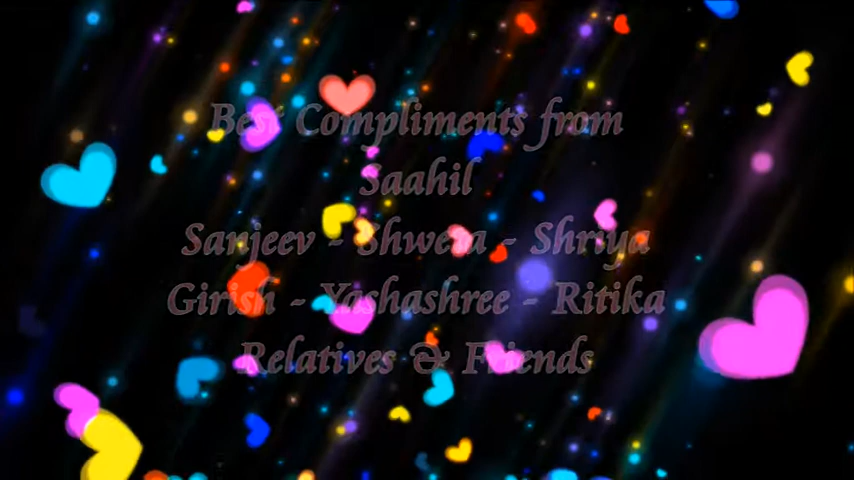 Best Compliments from
Saahil
Sanjeev - Shweta - Shriya
Girish - Yashashree - Ritika
Relatives & Friends